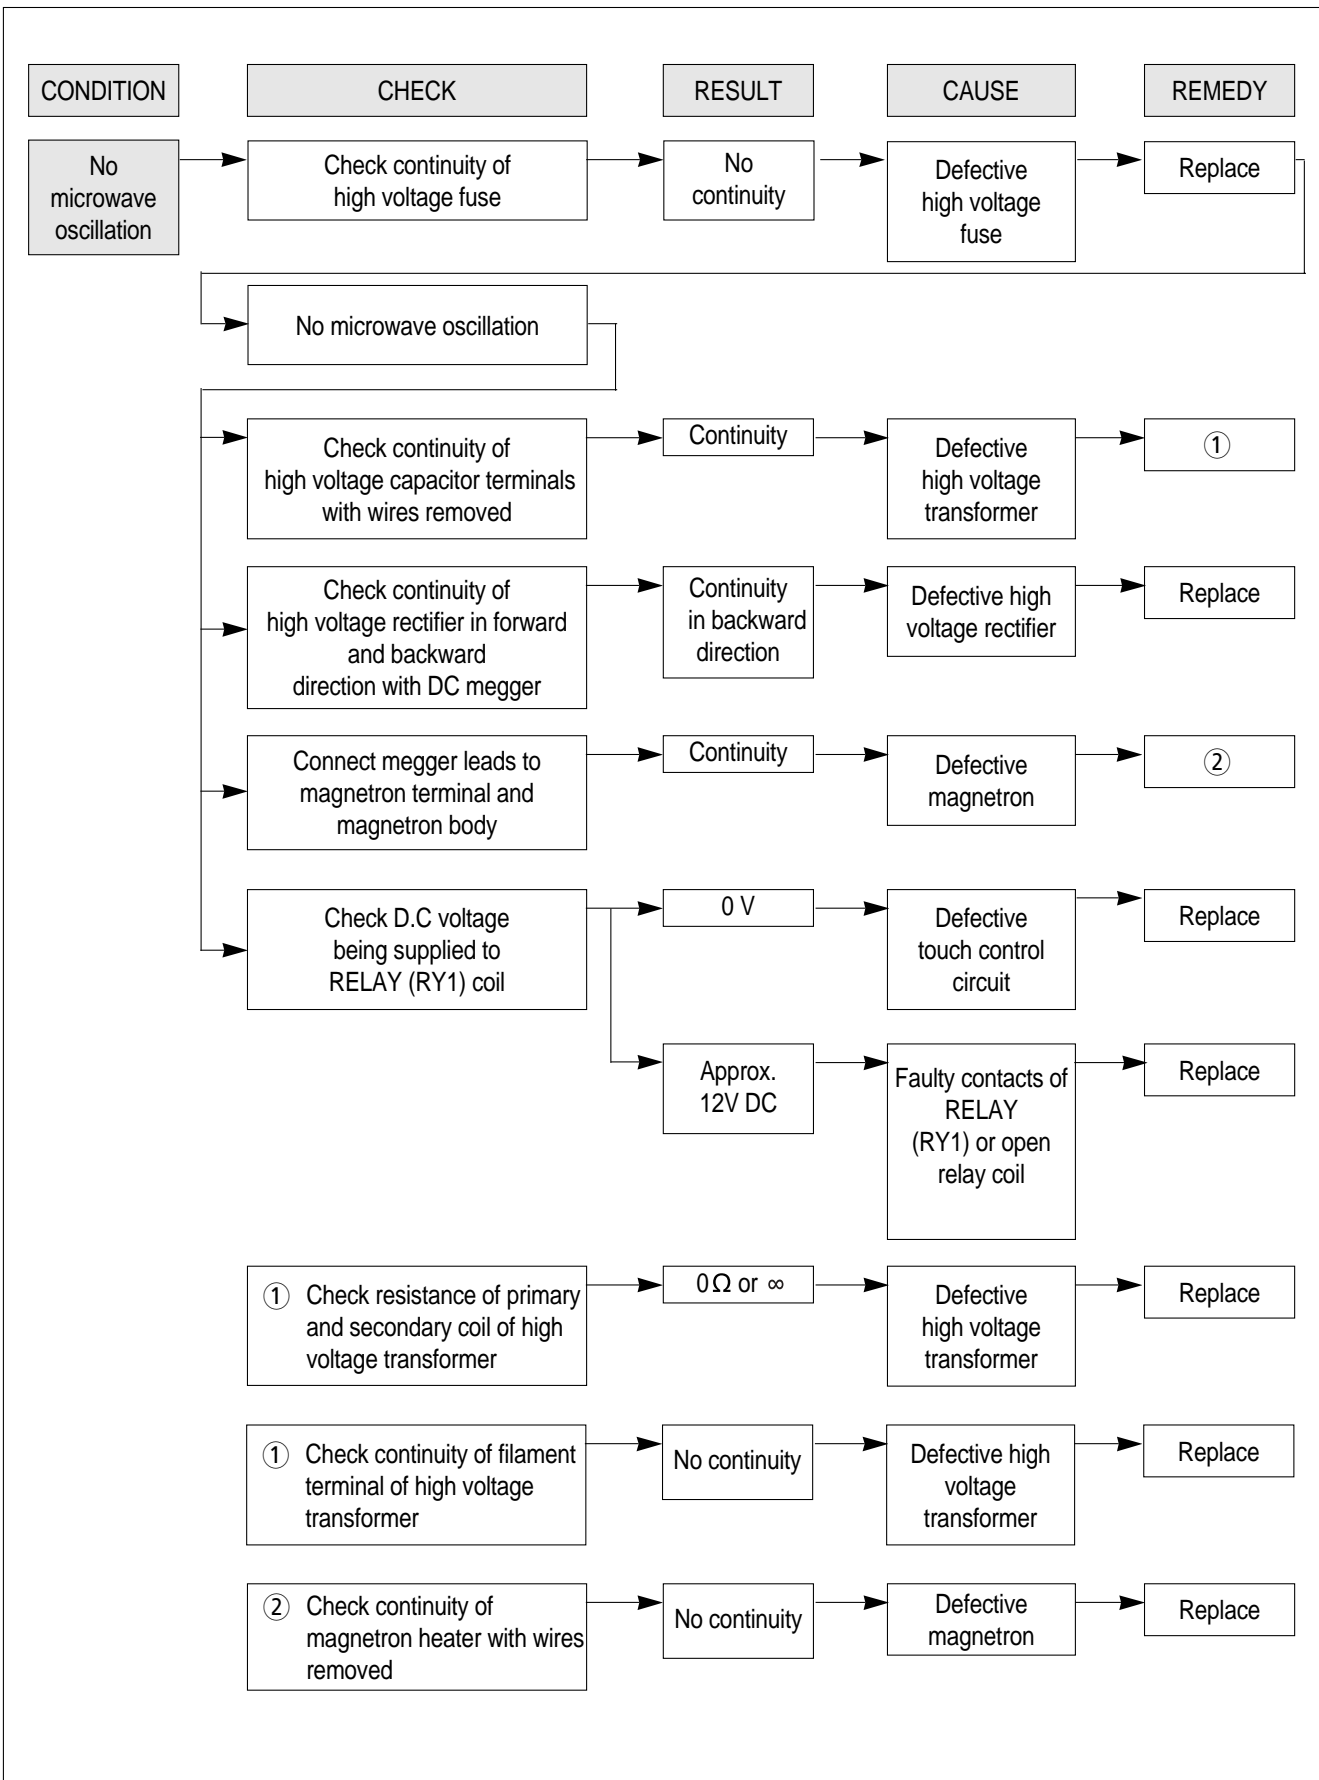 CONDITION
CHECK
RESULT
CAUSE
REMEDY
No
microwave
oscillation
Check continuity of
high voltage fuse
No
continuity
Defective
high voltage
fuse
Replace
No microwave oscillation
Check continuity of
high voltage capacitor terminals
with wires removed
Continuity
Defective
high voltage
transformer
①
Check continuity of
high voltage rectifier in forward
and backward
direction with DC megger
Continuity
in backward
direction
Defective high
voltage rectifier
Replace
Connect megger leads to
magnetron terminal and
magnetron body
Continuity
Defective
magnetron
②
Check D.C voltage
being supplied to
RELAY (RY1) coil
0 V
Defective
touch control
circuit
Replace
Approx.
12V DC
Faulty contacts of
RELAY
(RY1) or open
relay coil
Replace
① Check resistance of primary
and secondary coil of high
voltage transformer
0Ω or ∞
Defective
high voltage
transformer
Replace
① Check continuity of filament
terminal of high voltage
transformer
No continuity
Defective high
voltage
transformer
Replace
② Check continuity of
magnetron heater with wires
removed
No continuity
Defective
magnetron
Replace